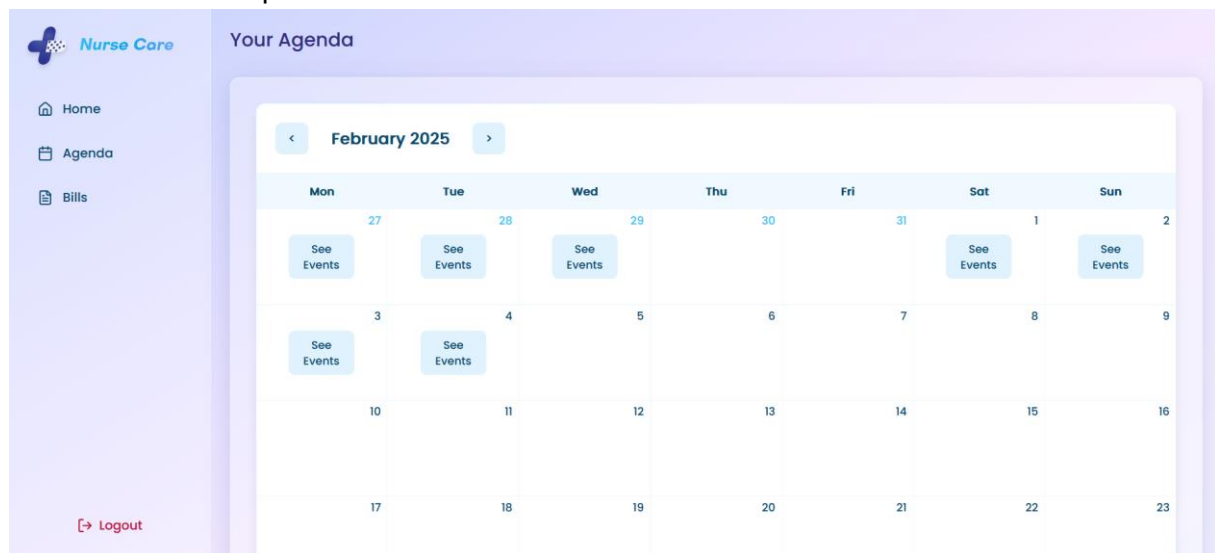 Nurse Care
Your Agenda
Home
Agenda
Bills
< February 2025 >
Mon Tue Wed Thu Fri Sat Sun
27 28 29 30 31 1 2
See See See See See
Events Events Events Events Events
3 4 5 6 7 8 9
See See
Events Events
10 11 12 13 14 15 16
17 18 19 20 21 22 23
Logout